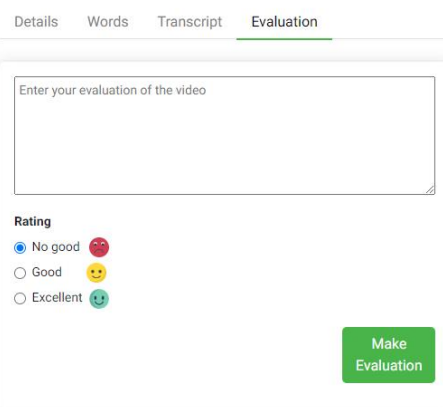 Details Words Transcript Evaluation
Enter your evaluation of the video
Rating
No good
Good
Excellent
Make
Evaluation